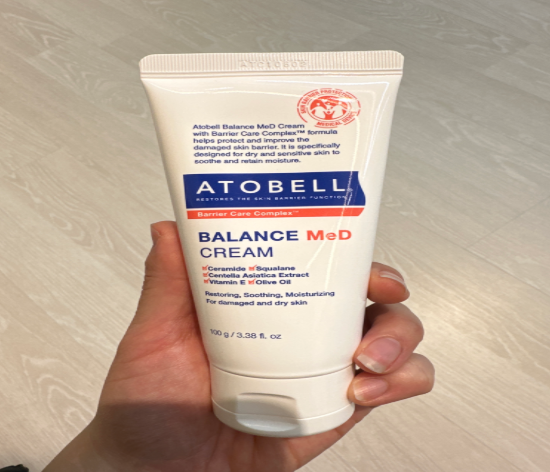 Atobell Balance MeD Cream
with Barrier Care Complex™ formula
helps protect and improve the
damaged skin barrier. It is specifically
designed for dry and sensitive skin to
soothe and retain moisture.
ATOBELL
RESTORES THE SKIN BARRIER FUNCTION
Barrier Care Complex™
BALANCE MeD
CREAM
Ceramide Squalane
Centella Asiatica Extract
Vitamin E Olive Oil
Restoring, Soothing, Moisturizing
For damaged and dry skin
100 g / 3.38 fl. oz